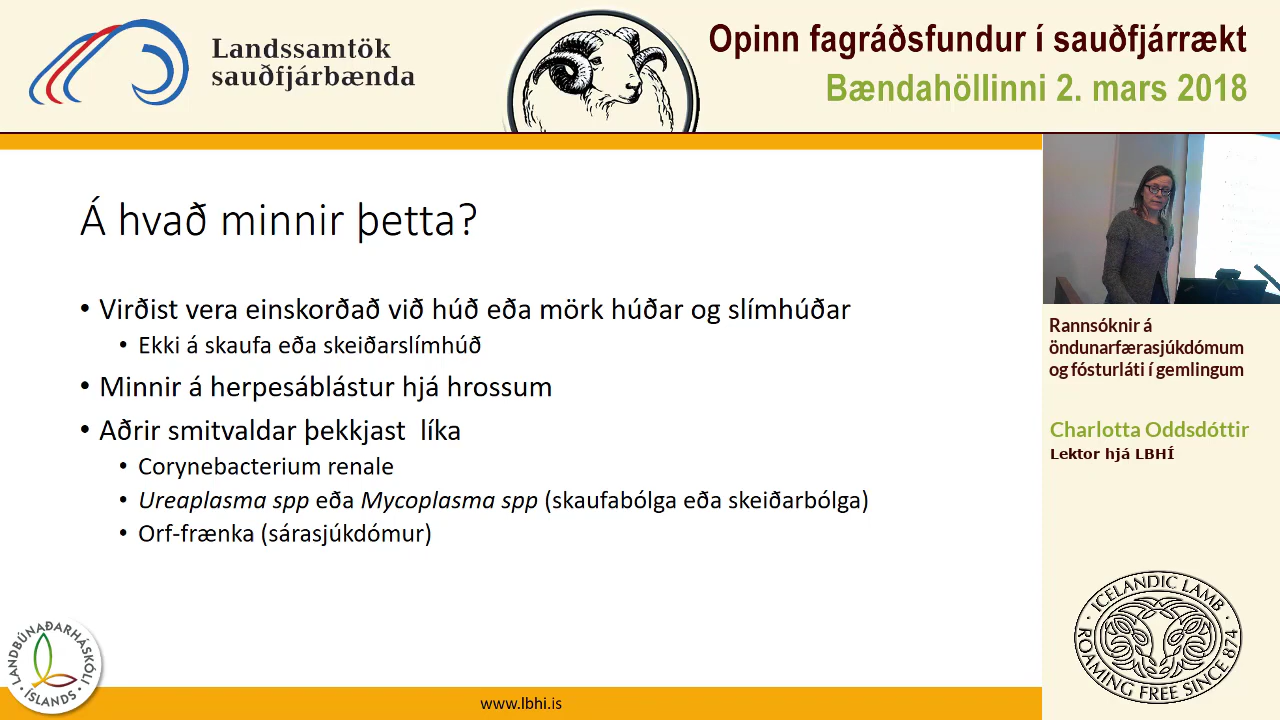 Landssamtök
sauðfjárbænda
Opinn fagráðsfundur í sauðfjárrækt
Bændahöllinni 2. mars 2018
Á hvað minnir þetta?
• Virðist vera einskorðað við húð eða mörk húðar og slímhúðar
• Ekki á skaufa eða skeiðarslímhúð
• Minnir á herpesáblástur hjá hrossum
• Aðrir smitvaldar þekkjast líka
• Corynebacterium renale
• Ureaplasma spp eða Mycoplasma spp (skaufabólga eða skeiðarbólga)
• Orf-frænka (sárasjúkdómur)
Rannsóknir á
öndunarfærasjúkdómum
og fósturláti í gemlingum
Charlotta Oddsdóttir
Lektor hjá LBHÍ
· ICELANDIC LAMB ·
ROAMING FREE SINCE 874
LANDBÚNAÐARHÁSKÓLI
· ÍSLANDS ·
www.lbhi.is